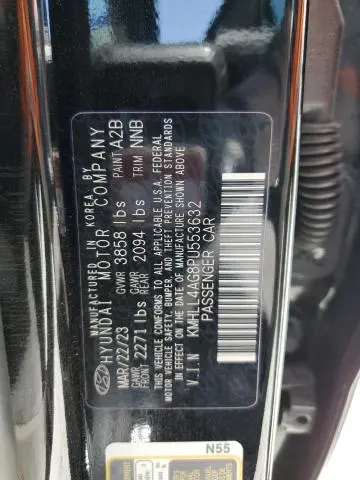 MANUFACTURED IN KOREA BY
HYUNDAI MOTOR COMPANY
MAR/22/23 GVWR 3858 lbs PAINT A2B
GAWR FRONT 2271 lbs GAWR REAR 2094 lbs TRIM NNB
THIS VEHICLE CONFORMS TO ALL APPLICABLE U.S.A. FEDERAL
MOTOR VEHICLE SAFETY, BUMPER, AND THEFT PREVENTION STANDARDS
IN EFFECT ON THE DATE OF MANUFACTURE SHOWN ABOVE
V.I.N KMHLL4AG8PU553632
PASSENGER CAR
N55